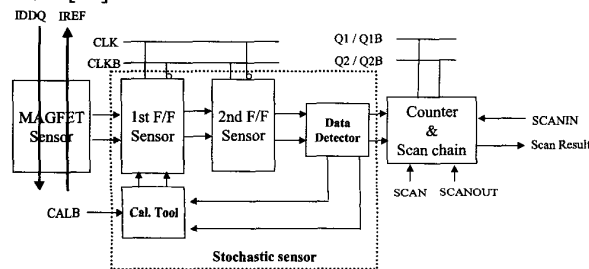 IDDQ IREF
CLK
CLKB
Q1 / Q1B
Q2 / Q2B
MAGFET
Sensor
1st F/F
Sensor
2nd F/F
Sensor
Data
Detector
Counter
&
Scan chain
SCANIN
Scan Result
SCAN SCANOUT
CALB
Cal. Tool
Stochastic sensor